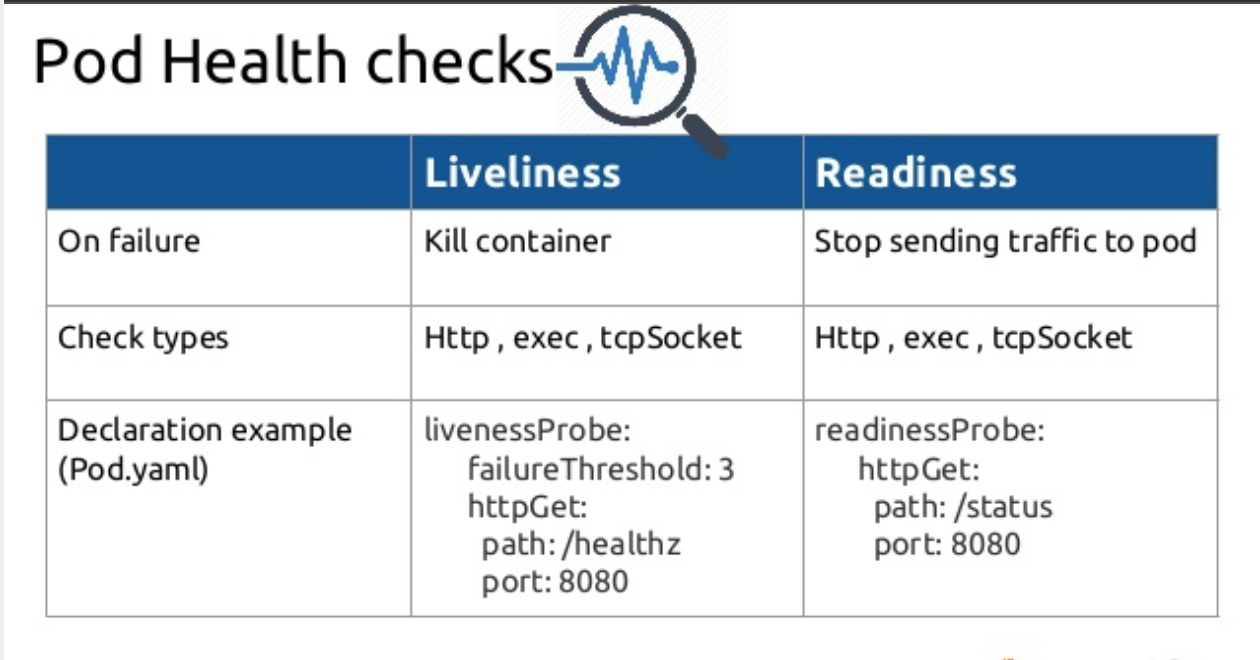 Pod Health checks
Liveliness
Readiness
On failure
Kill container
Stop sending traffic to pod
Check types
Http , exec , tcpSocket
Http , exec , tcpSocket
Declaration example
(Pod.yaml)
livenessProbe:
failureThreshold: 3
httpGet:
path: /healthz
port: 8080
readinessProbe:
httpGet:
path: /status
port: 8080